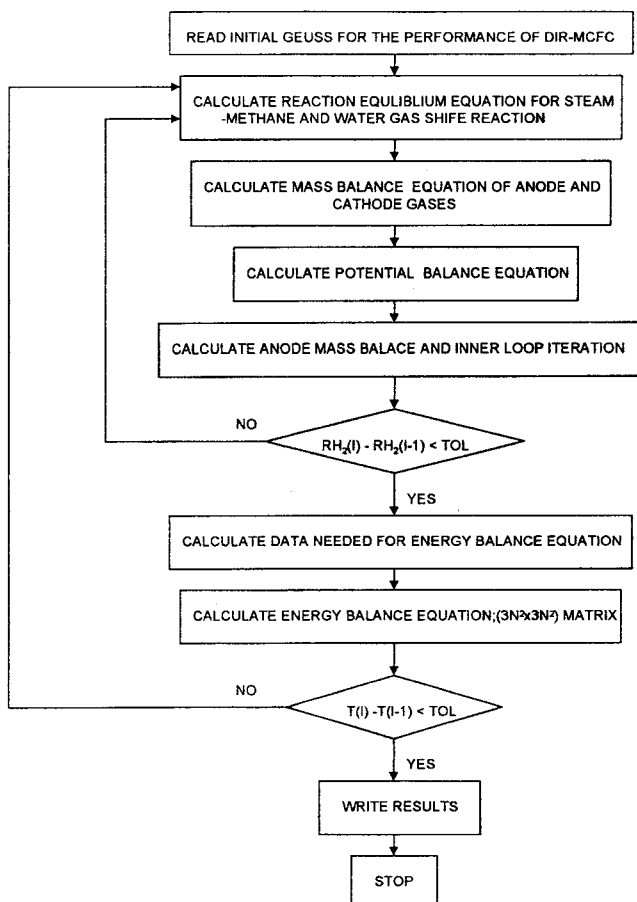 READ INITIAL GEUSS FOR THE PERFORMANCE OF DIR-MCFC
CALCULATE REACTION EQULIBLIUM EQUATION FOR STEAM
-METHANE AND WATER GAS SHIFE REACTION
CALCULATE MASS BALANCE EQUATION OF ANODE AND
CATHODE GASES
CALCULATE POTENTIAL BALANCE EQUATION
CALCULATE ANODE MASS BALACE AND INNER LOOP ITERATION
NO
RH₂(I) - RH₂(I-1) < TOL
YES
CALCULATE DATA NEEDED FOR ENERGY BALANCE EQUATION
CALCULATE ENERGY BALANCE EQUATION;(3N²x3N²) MATRIX
NO
T(I) -T(I-1) < TOL
YES
WRITE RESULTS
STOP